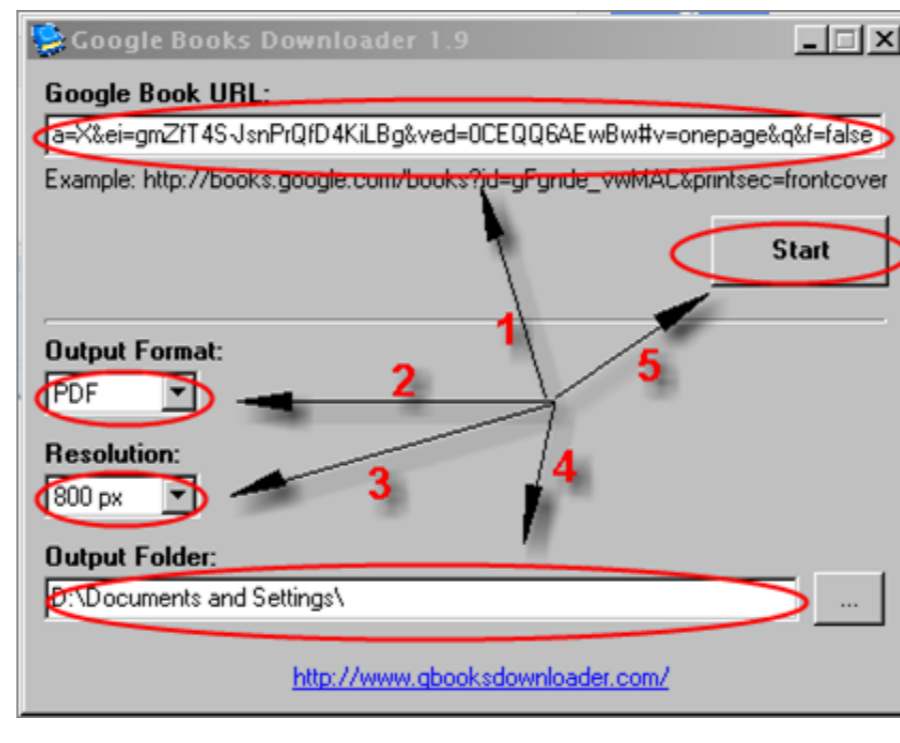 Google Books Downloader 1.9
Google Book URL:
a=X&ei=gmZfT4S-JsnPrQfD4KiLBg&ved=0CEQQ6AEwBw#v=onepage&q&f=false
Example: http://books.google.com/books?id=gFgnde_vwMAC&printsec=frontcover
Start
1
5
Output Format:
2
PDF
Resolution:
4
3
800 px
Output Folder:
D:\Documents and Settings\
...
http://www.gbooksdownloader.com/